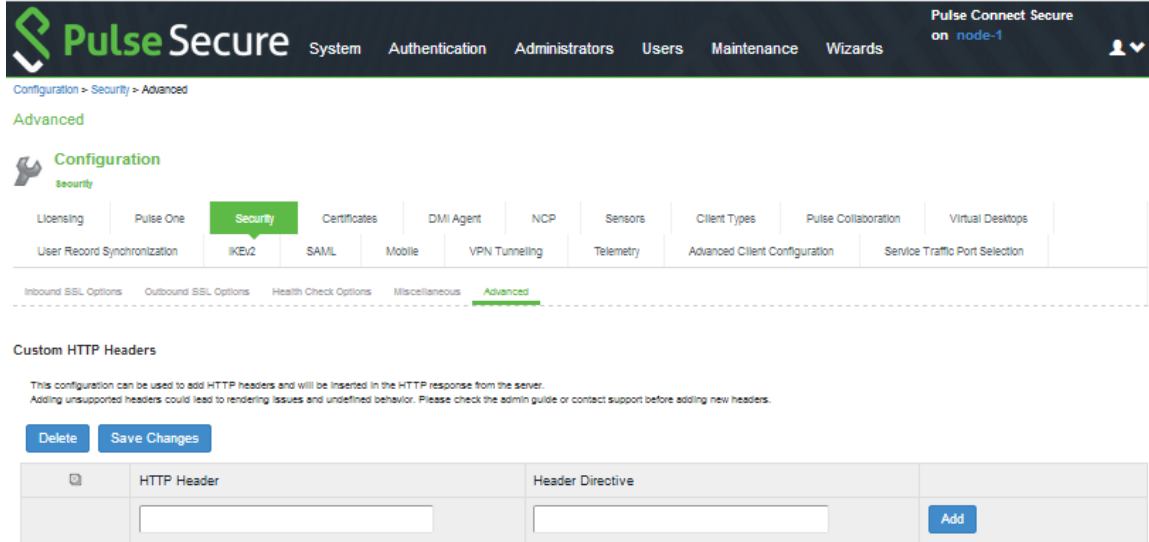 Pulse Secure
System Authentication Administrators Users Maintenance Wizards
Pulse Connect Secure
on node-1
Configuration > Security > Advanced
Advanced
Configuration
Security
Licensing Pulse One Security Certificates DMI Agent NCP Sensors Client Types Pulse Collaboration Virtual Desktops
User Record Synchronization IKEv2 SAML Mobile VPN Tunneling Telemetry Advanced Client Configuration Service Traffic Port Selection
Inbound SSL Options Outbound SSL Options Health Check Options Miscellaneous Advanced
Custom HTTP Headers
This configuration can be used to add HTTP headers and will be inserted in the HTTP response from the server.
Adding unsupported headers could lead to rendering issues and undefined behavior. Please check the admin guide or contact support before adding new headers.
Delete Save Changes
HTTP Header Header Directive
Add